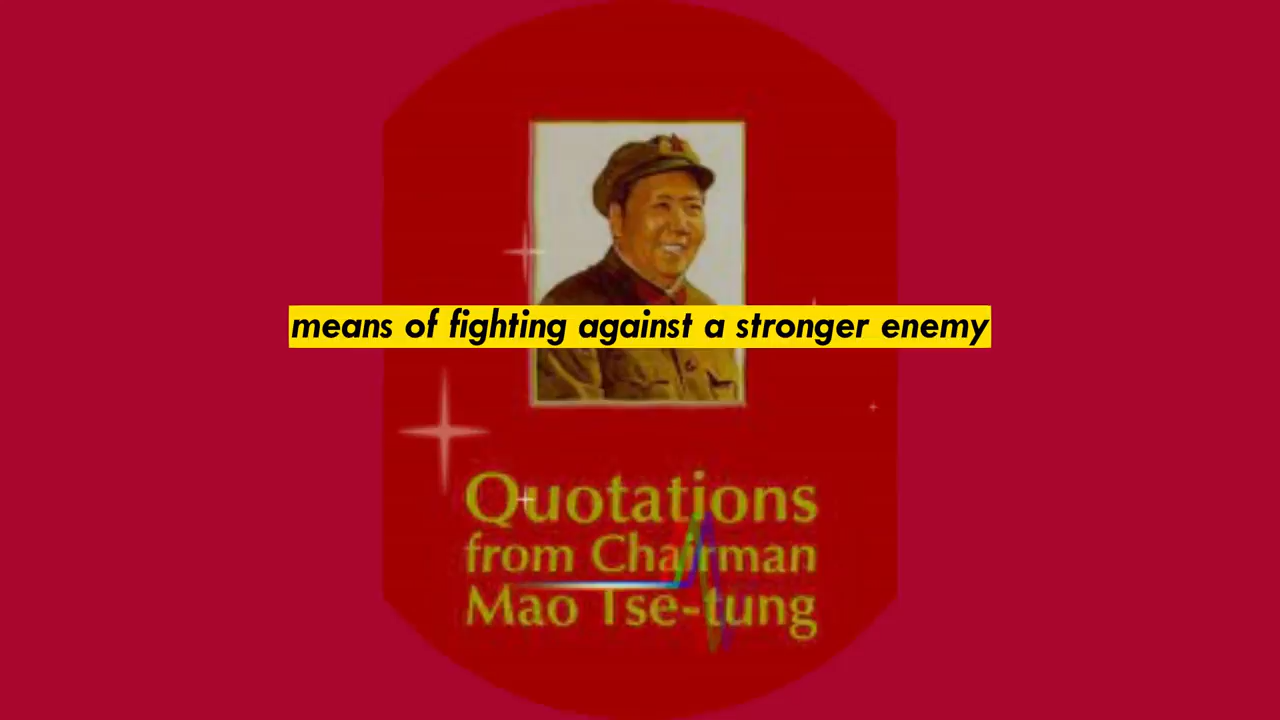 means of fighting against a stronger enemy
Quotations
from Chairman
Mao Tse-tung